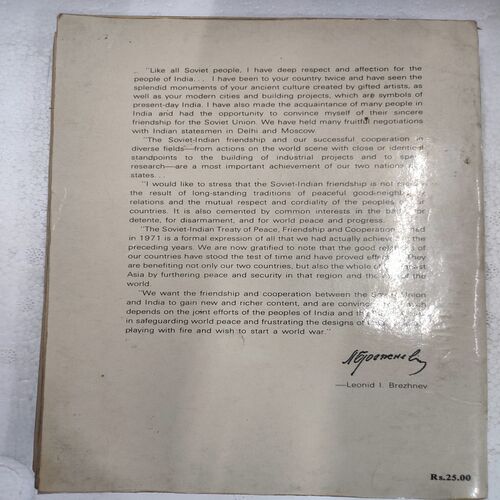 "Like all Soviet people, I have deep respect and affection for the
people of India. . . . I have been to your country twice and have seen the
splendid monuments of your ancient culture created by gifted artists, as
well as your modern cities and building projects, which are symbols of
present-day India. I have also made the acquaintance of many people in
India and had the opportunity to convince myself of their sincere
friendship for the Soviet Union. We have held many fruitful negotiations
with Indian statesmen in Delhi and Moscow.
"The Soviet-Indian friendship and our successful cooperation in
diverse fields—from actions on the world scene with close or identical
standpoints to the building of industrial projects and to
research—are a most important achievement of our two
states. . .
"I would like to stress that the Soviet-Indian friendship is not
the result of long-standing traditions of peaceful good-neighbo
relations and the mutual respect and cordiality of the peoples
countries. It is also cemented by common interests in the
detente, for disarmament, and for world peace and progress.
"The Soviet-Indian Treaty of Peace, Friendship and Cooperation
in 1971 is a formal expression of all that we had actually achieved
preceding years. We are now gratified to note that the good
our countries have stood the test of time and have proved They
are benefiting not only our two countries, but also the whole
Asia by furthering peace and security in that region and the
world.
"We want the friendship and cooperation between the Union
and India to gain new and richer content, and are convinced
depends on the joint efforts of the peoples of India and the
in safeguarding world peace and frustrating the designs of
playing with fire and wish to start a world war."
—Leonid I. Brezhnev
Rs.25.00